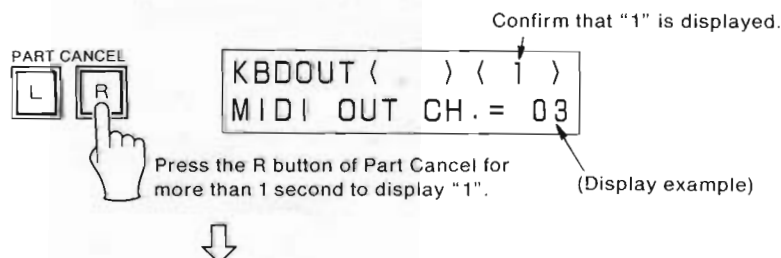 Confirm that “1” is displayed.
PART CANCEL
L R
KBDOUT ( ) ( 1 )
MIDI OUT CH. = 03
Press the R button of Part Cancel for
more than 1 second to display “1”.
(Display example)